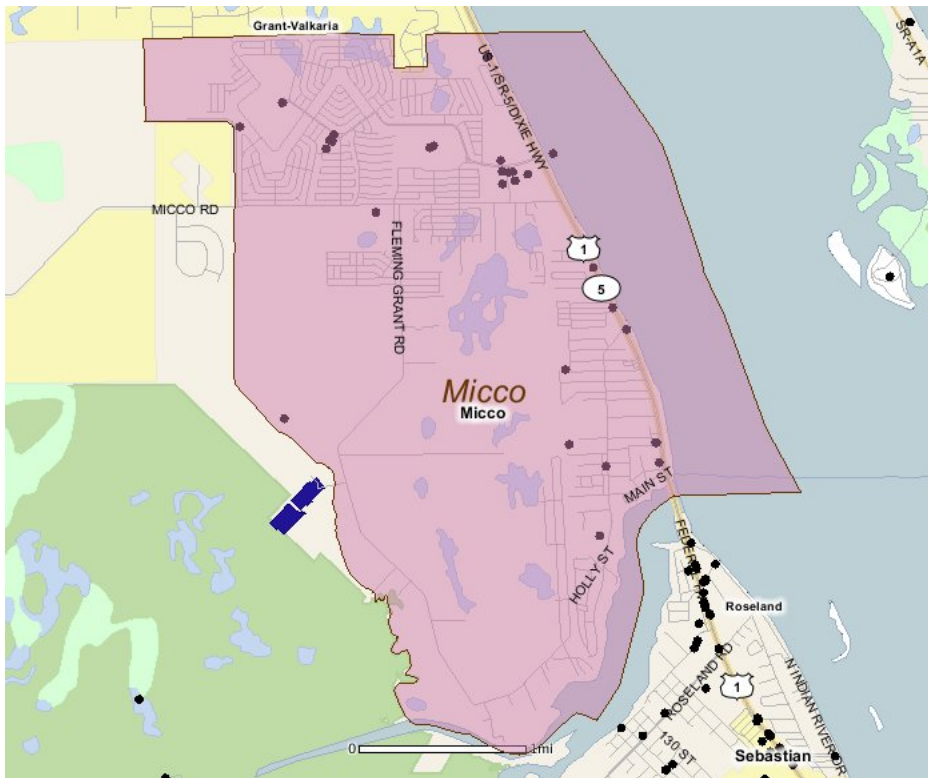 Grant-Valkaria
SR-A1A
US-1/SR-5/DIXIE HWY
MICCO RD
FLEMING GRANT RD
1
5
Micco
Micco
MAIN ST
HOLLY ST
Roseland
ROSELAND RD
N INDIAN RIVER DR
1
130 ST
0 1mi
Sebastian